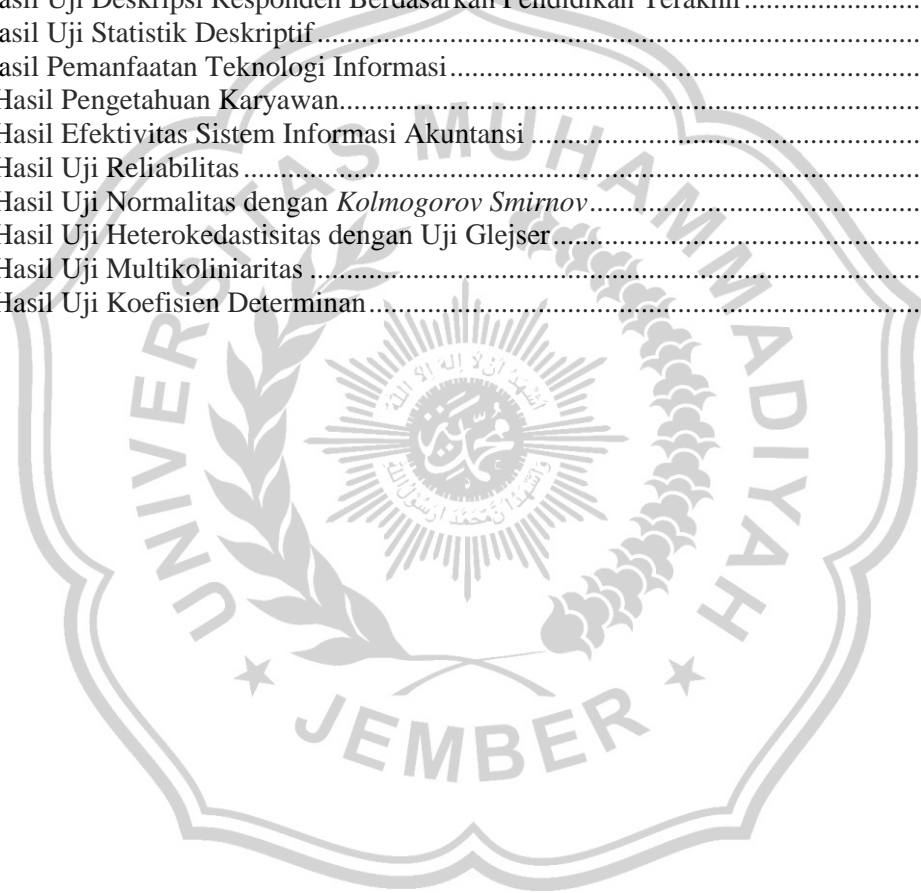 asil Uji Deskripsi Responden Berdasarkan Pendidikan Terakhir....................
asil Uji Statistik Deskriptif....................
asil Pemanfaatan Teknologi Informasi....................
Hasil Pengetahuan Karyawan....................
Hasil Efektivitas Sistem Informasi Akuntansi....................
Hasil Uji Reliabilitas....................
Hasil Uji Normalitas dengan Kolmogorov Smirnov....................
Hasil Uji Heterokedastisitas dengan Uji Glejser....................
Hasil Uji Multikoliniaritas....................
Hasil Uji Koefisien Determinan....................
UNIVERSITAS MUHAMMADIYAH
JEMBER